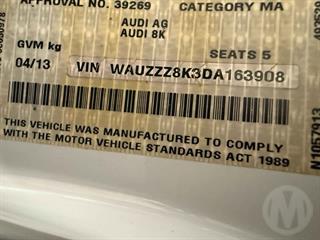 APPROV. NO. 39269
CATEGORY MA
AUDI AG
AUDI 8K
GVM kg
SEATS 5
04/13
VIN WAUZZZ8K3DA163908
THIS VEHICLE WAS MANUFACTURED TO COMPLY
WITH THE MOTOR VEHICLE STANDARDS ACT 1989
N1057913